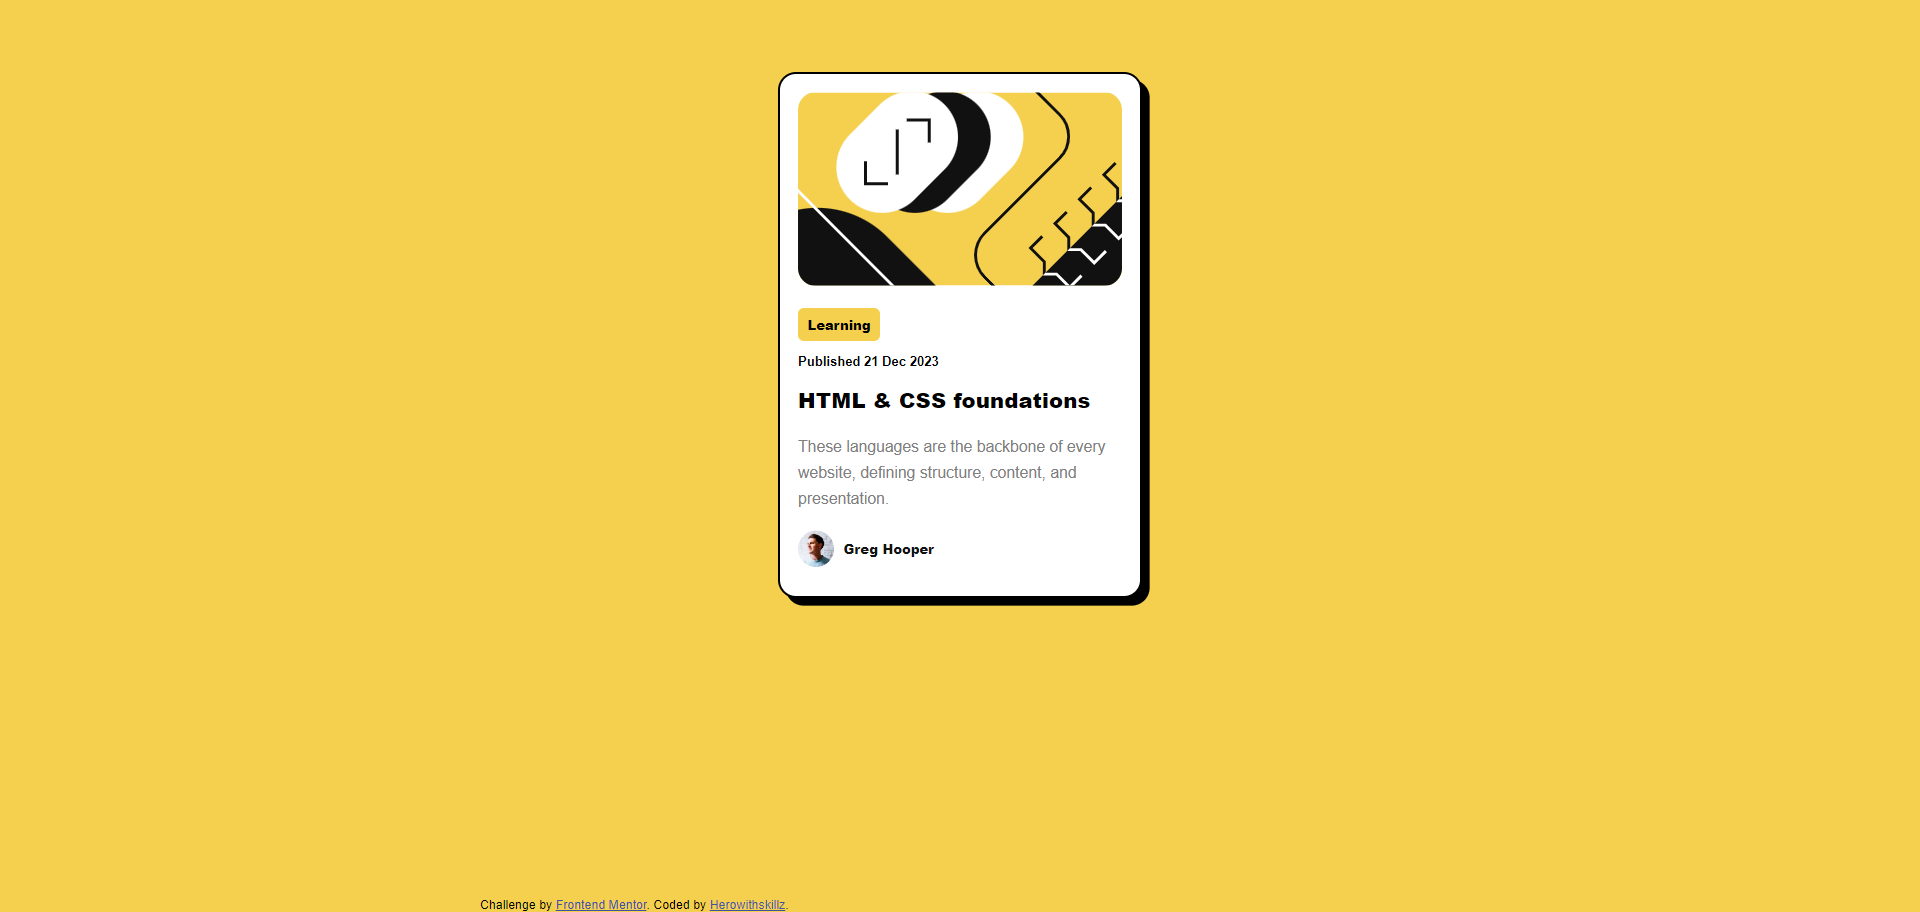 Learning
Published 21 Dec 2023
HTML & CSS foundations
These languages are the backbone of every
website, defining structure, content, and
presentation.
Greg Hooper
Challenge by Frontend Mentor. Coded by Herowithskillz.